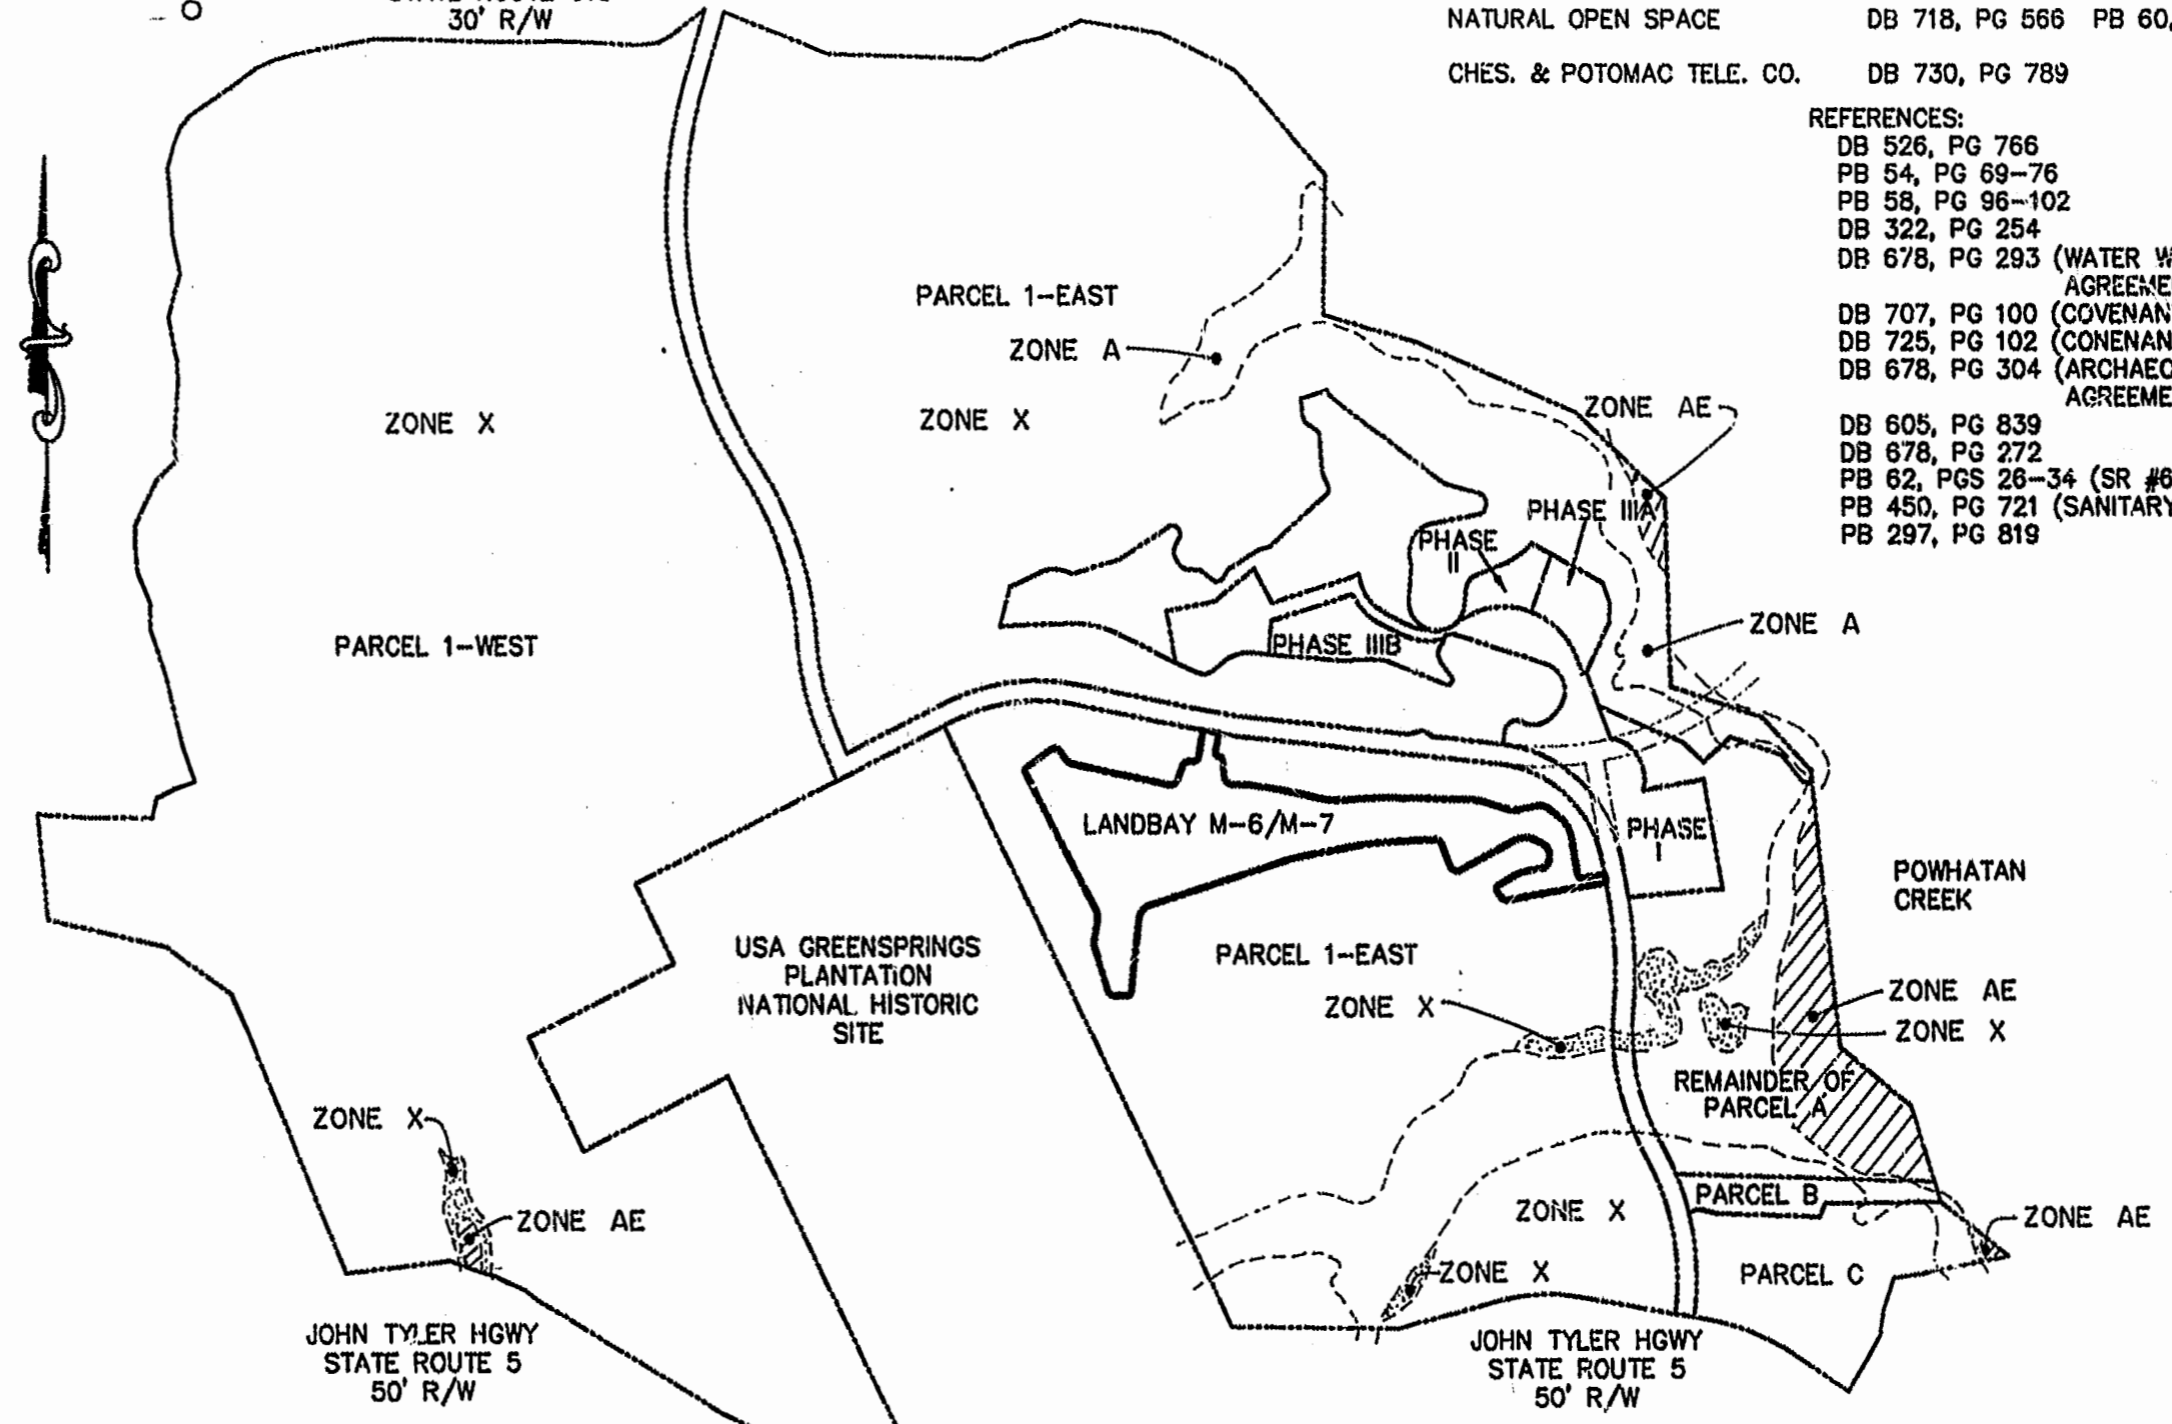 30' R/W
NATURAL OPEN SPACE DB 718, PG 566 PB 60,
CHES. & POTOMAC TELE. CO. DB 730, PG 789
REFERENCES:
DB 526, PG 766
PB 54, PG 69-76
PB 58, PG 96-102
DB 322, PG 254
DB 678, PG 293 (WATER
DB 707, PG 100
DB 725, PG 102
DB 678, PG 304
DB 605, PG 839
DB 678, PG 272
PB 62, PGS 26-34 (SR
PB 450, PG 721 (SANITARY
PB 297, PG 819
PARCEL 1-EAST
ZONE A
ZONE X
ZONE X
ZONE AE
PHASE IIIA
PHASE
II
ZONE A
PARCEL 1-WEST
PHASE IIIB
LANDBAY M-6/M-7
PHASE
I
POWHATAN
CREEK
USA GREENSPRINGS
PLANTATION
NATIONAL HISTORIC
SITE
PARCEL 1-EAST
ZONE X
ZONE AE
ZONE X
REMAINDER OF
PARCEL A
ZONE X
ZONE AE
ZONE X
PARCEL B
ZONE AE
ZONE X
PARCEL C
JOHN TYLER HGWY
STATE ROUTE 5
50' R/W
JOHN TYLER HGWY
STATE ROUTE 5
50' R/W